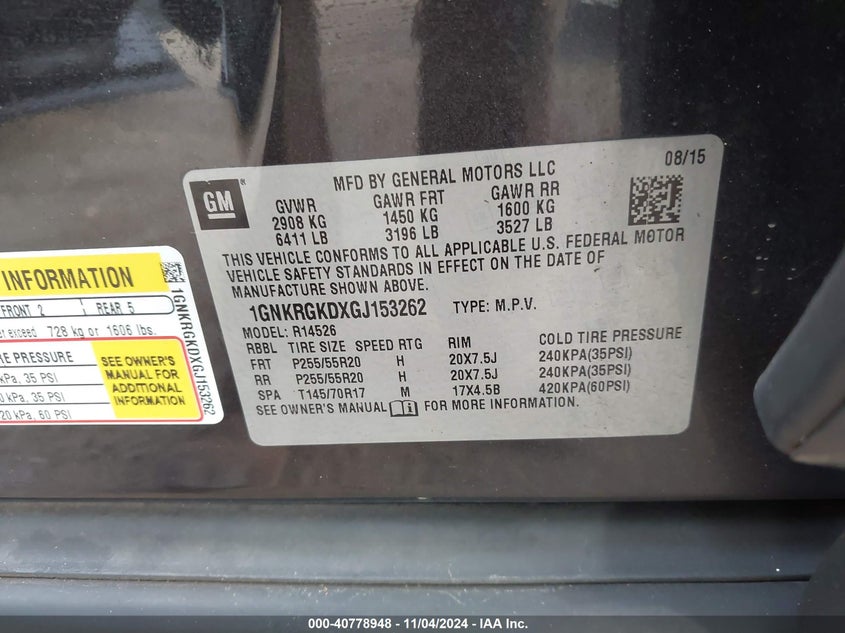 GM®
MFD BY GENERAL MOTORS LLC
08/15
GVWR GAWR FRT GAWR RR
2908 KG 1450 KG 1600 KG
6411 LB 3196 LB 3527 LB
THIS VEHICLE CONFORMS TO ALL APPLICABLE U.S. FEDERAL MOTOR
VEHICLE SAFETY STANDARDS IN EFFECT ON THE DATE OF
MANUFACTURE SHOWN ABOVE.
1GNKRGKDXGJ153262 TYPE: M.P.V.
MODEL: R14526
RBBL TIRE SIZE SPEED RTG RIM COLD TIRE PRESSURE
FRT P255/55R20 H 20X7.5J 240KPA(35PSI)
RR P255/55R20 H 20X7.5J 240KPA(35PSI)
SPA T145/70R17 M 17X4.5B 420KPA(60PSI)
SEE OWNER'S MANUAL FOR MORE INFORMATION.
INFORMATION
FRONT 2 REAR 5
exceed 728 kg or 1606 lbs.
PRESSURE
kPa, 35 PSI
kPa, 35 PSI
20 kPa, 60 PSI
SEE OWNER'S
MANUAL FOR
ADDITIONAL
INFORMATION
1GNKRGKDXGJ153262
000-40778948 - 11/04/2024 - IAA Inc.